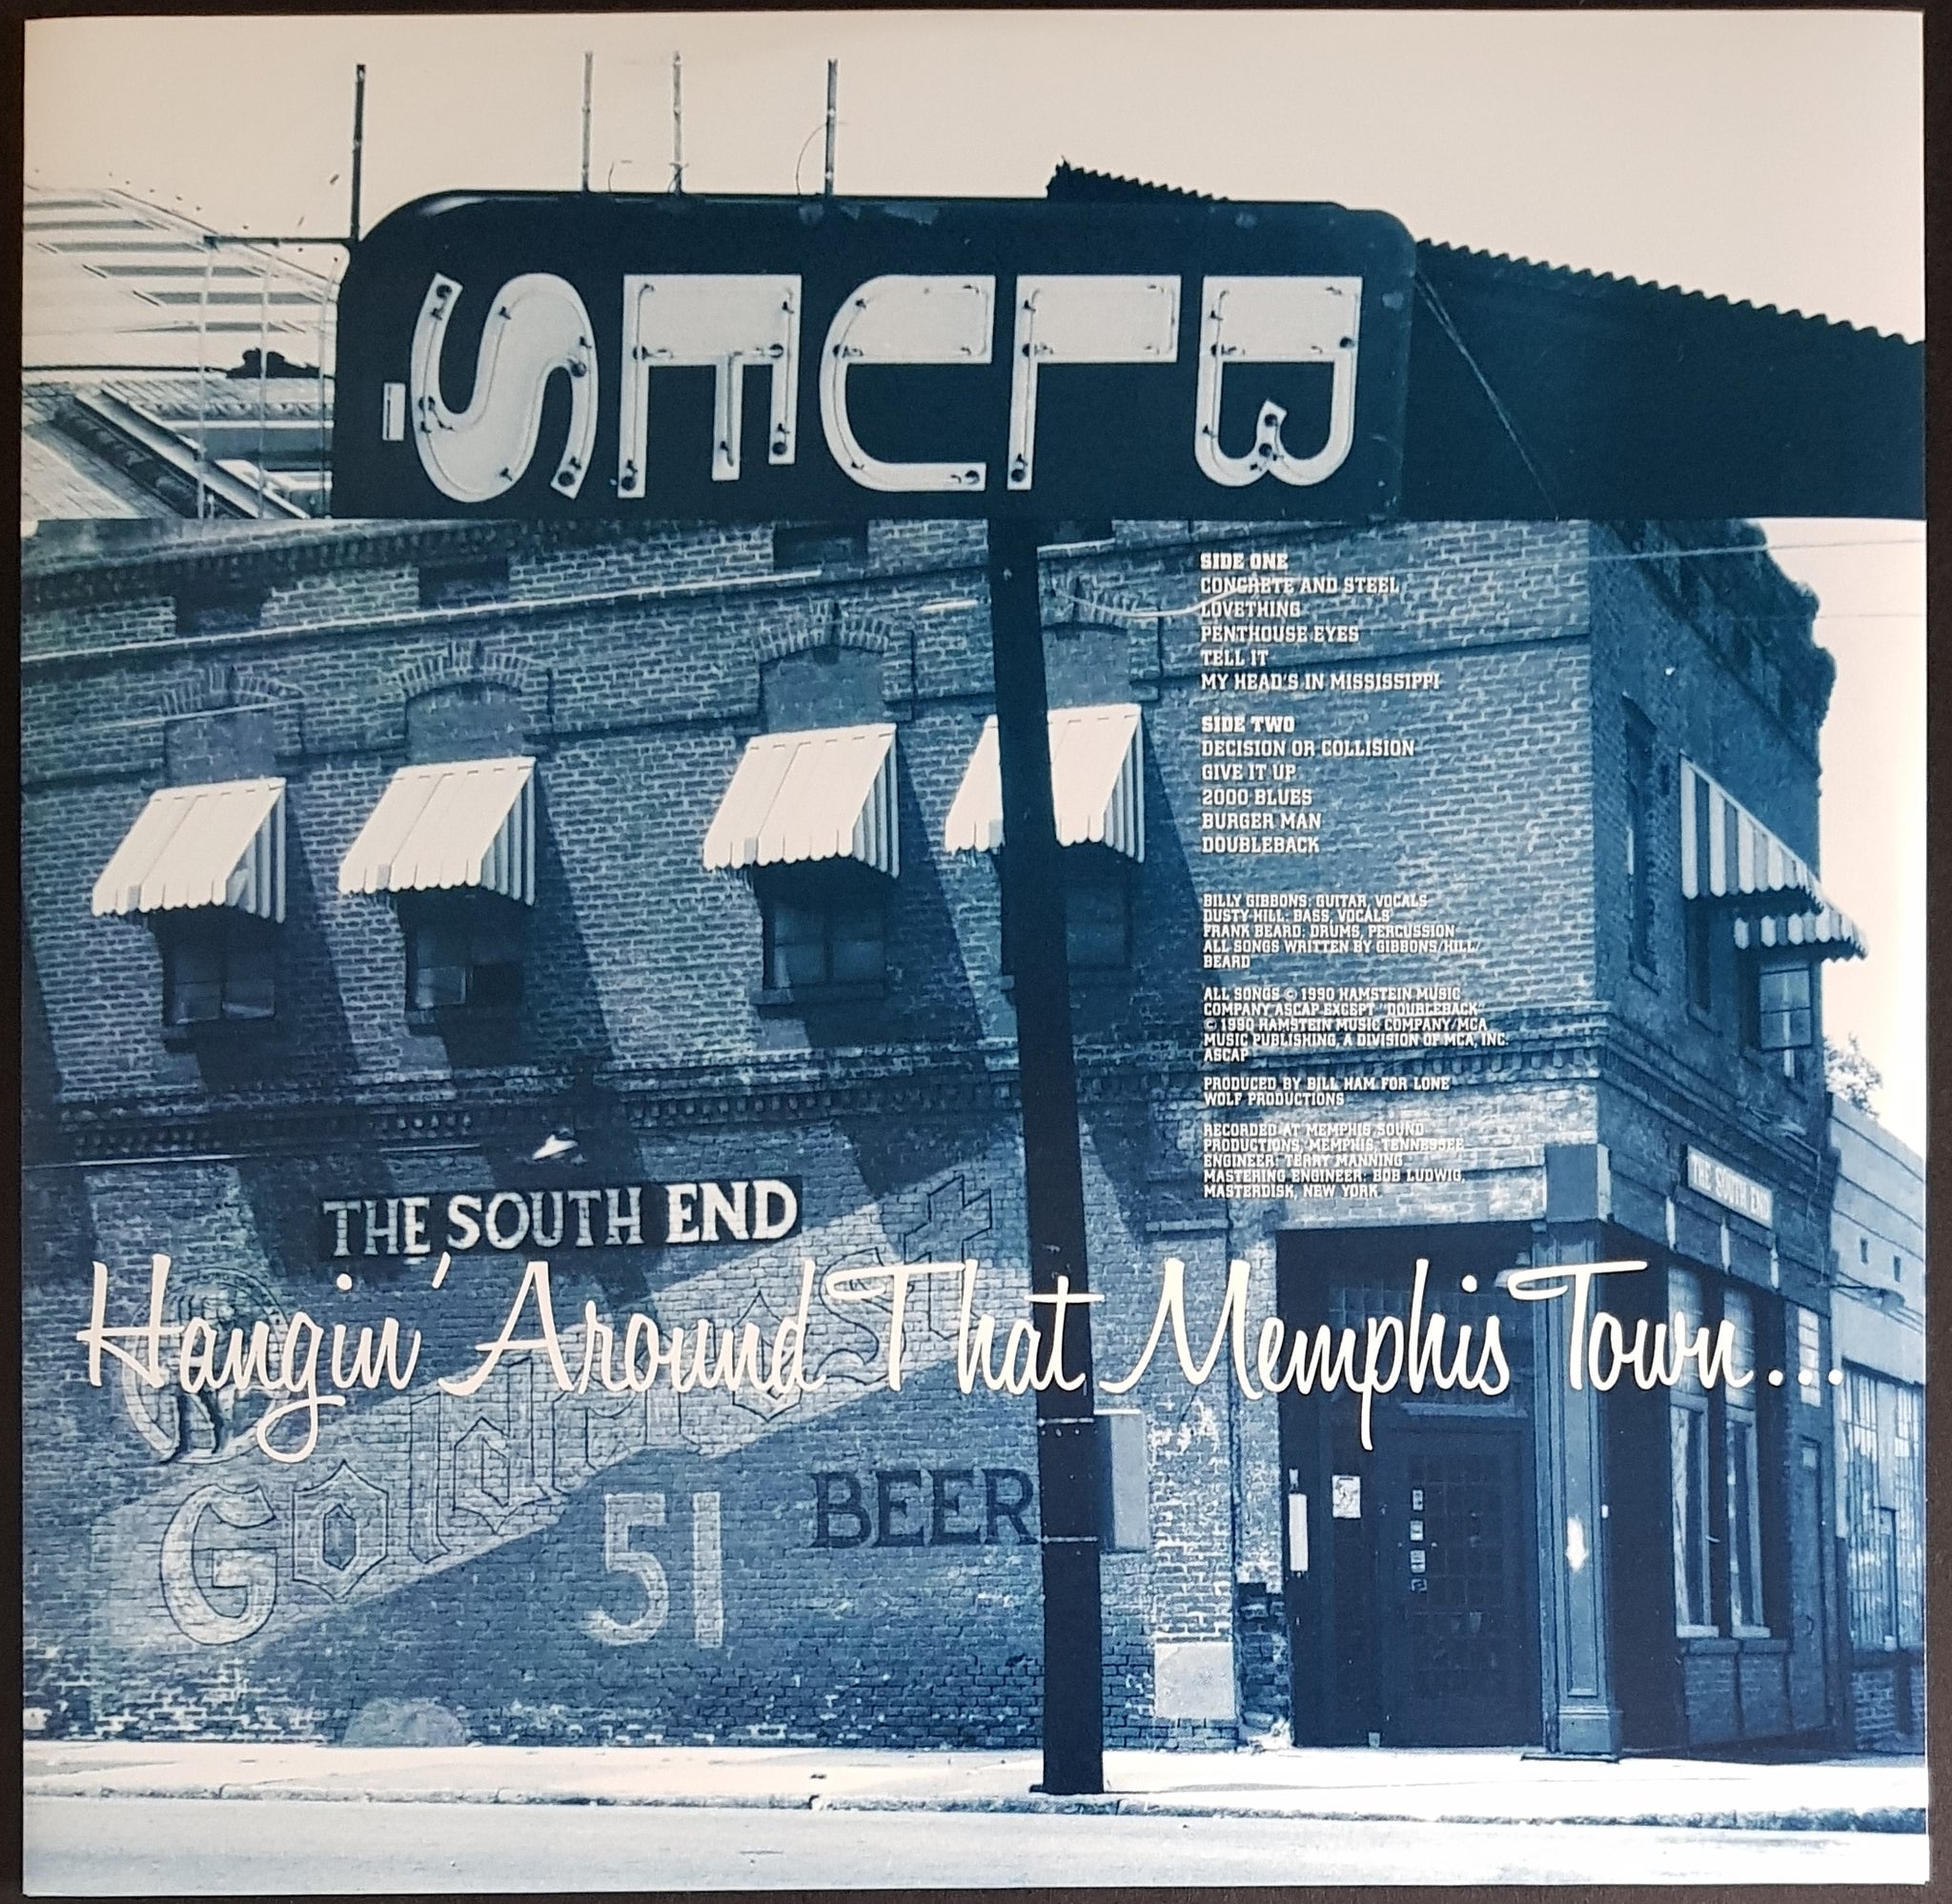 BLUES
SIDE ONE
CONCRETE AND STEEL
LOVETHING
PENTHOUSE EYES
TELL IT
MY HEAD'S IN MISSISSIPPI
SIDE TWO
DECISION OR COLLISION
GIVE IT UP
2000 BLUES
BURGER MAN
DOUBLEBACK
BILLY GIBBONS: GUITAR, VOCALS
DUSTY HILL: BASS, VOCALS
FRANK BEARD: DRUMS, PERCUSSION
ALL SONGS WRITTEN BY GIBBONS/HILL/
BEARD
ALL SONGS © 1990 HAMSTEIN MUSIC
COMPANY ASCAP EXCEPT "DOUBLEBACK"
© 1990 HAMSTEIN MUSIC COMPANY/MCA
MUSIC PUBLISHING, A DIVISION OF MCA, INC.
ASCAP
PRODUCED BY BILL HAM FOR LONE
WOLF PRODUCTIONS
RECORDED AT MEMPHIS SOUND
PRODUCTIONS, MEMPHIS, TENNESSEE
ENGINEER: TERRY MANNING
MASTERING ENGINEER: BOB LUDWIG,
MASTERDISK, NEW YORK
THE SOUTH END
THE SOUTH END
Hangin' Around That Memphis Town...
Goldcrest
51
BEER